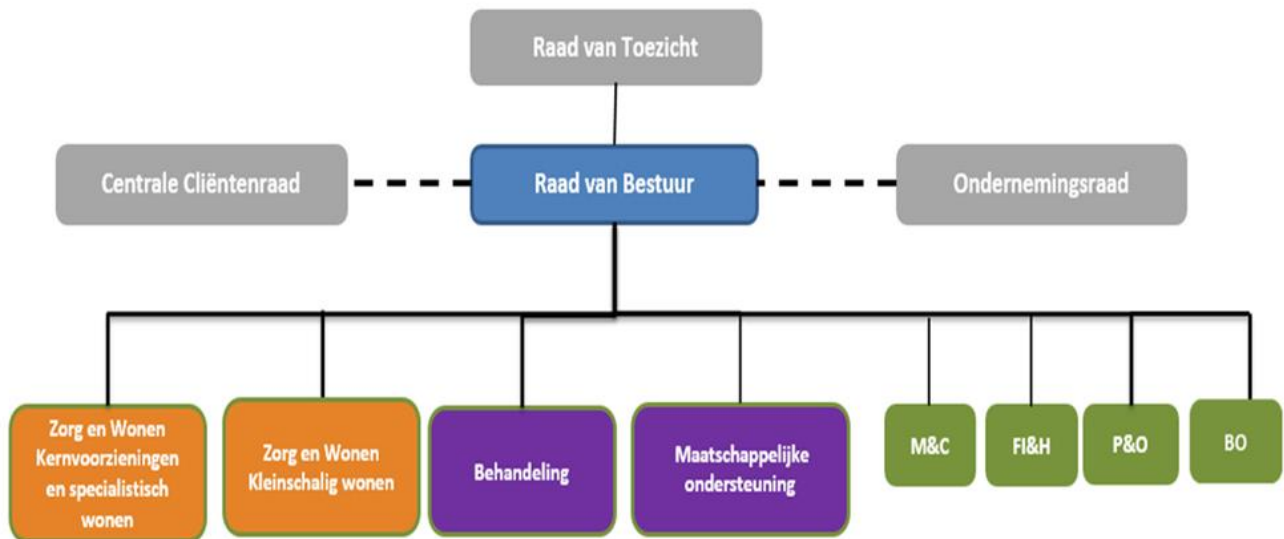 Raad van Toezicht
Centrale Cliëntenraad
Raad van Bestuur
Ondernemingsraad
Zorg en Wonen
Kernvoorzieningen
en specialistisch
wonen
Zorg en Wonen
Kleinschalig wonen
Behandeling
Maatschappelijke
ondersteuning
M&C
FI&H
P&O
BO